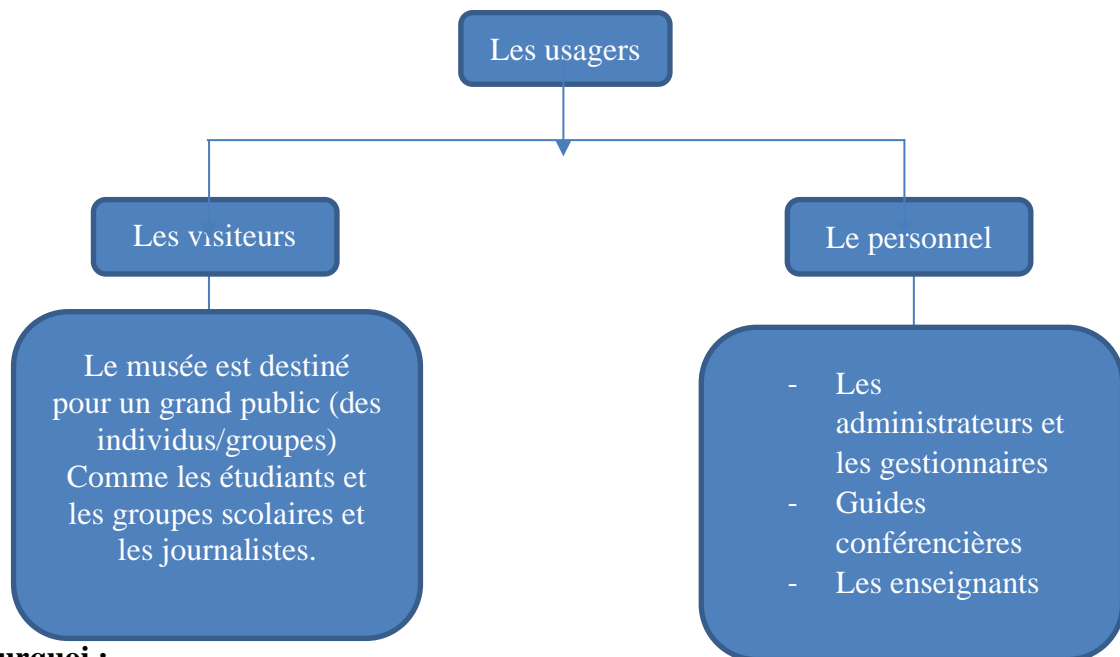 Les usagers
Les visiteurs
Le personnel
Le musée est destiné
pour un grand public (des
individus/groupes)
Comme les étudiants et
les groupes scolaires et
les journalistes.
- Les
administrateurs et
les gestionnaires
- Guides
conférencières
- Les enseignants